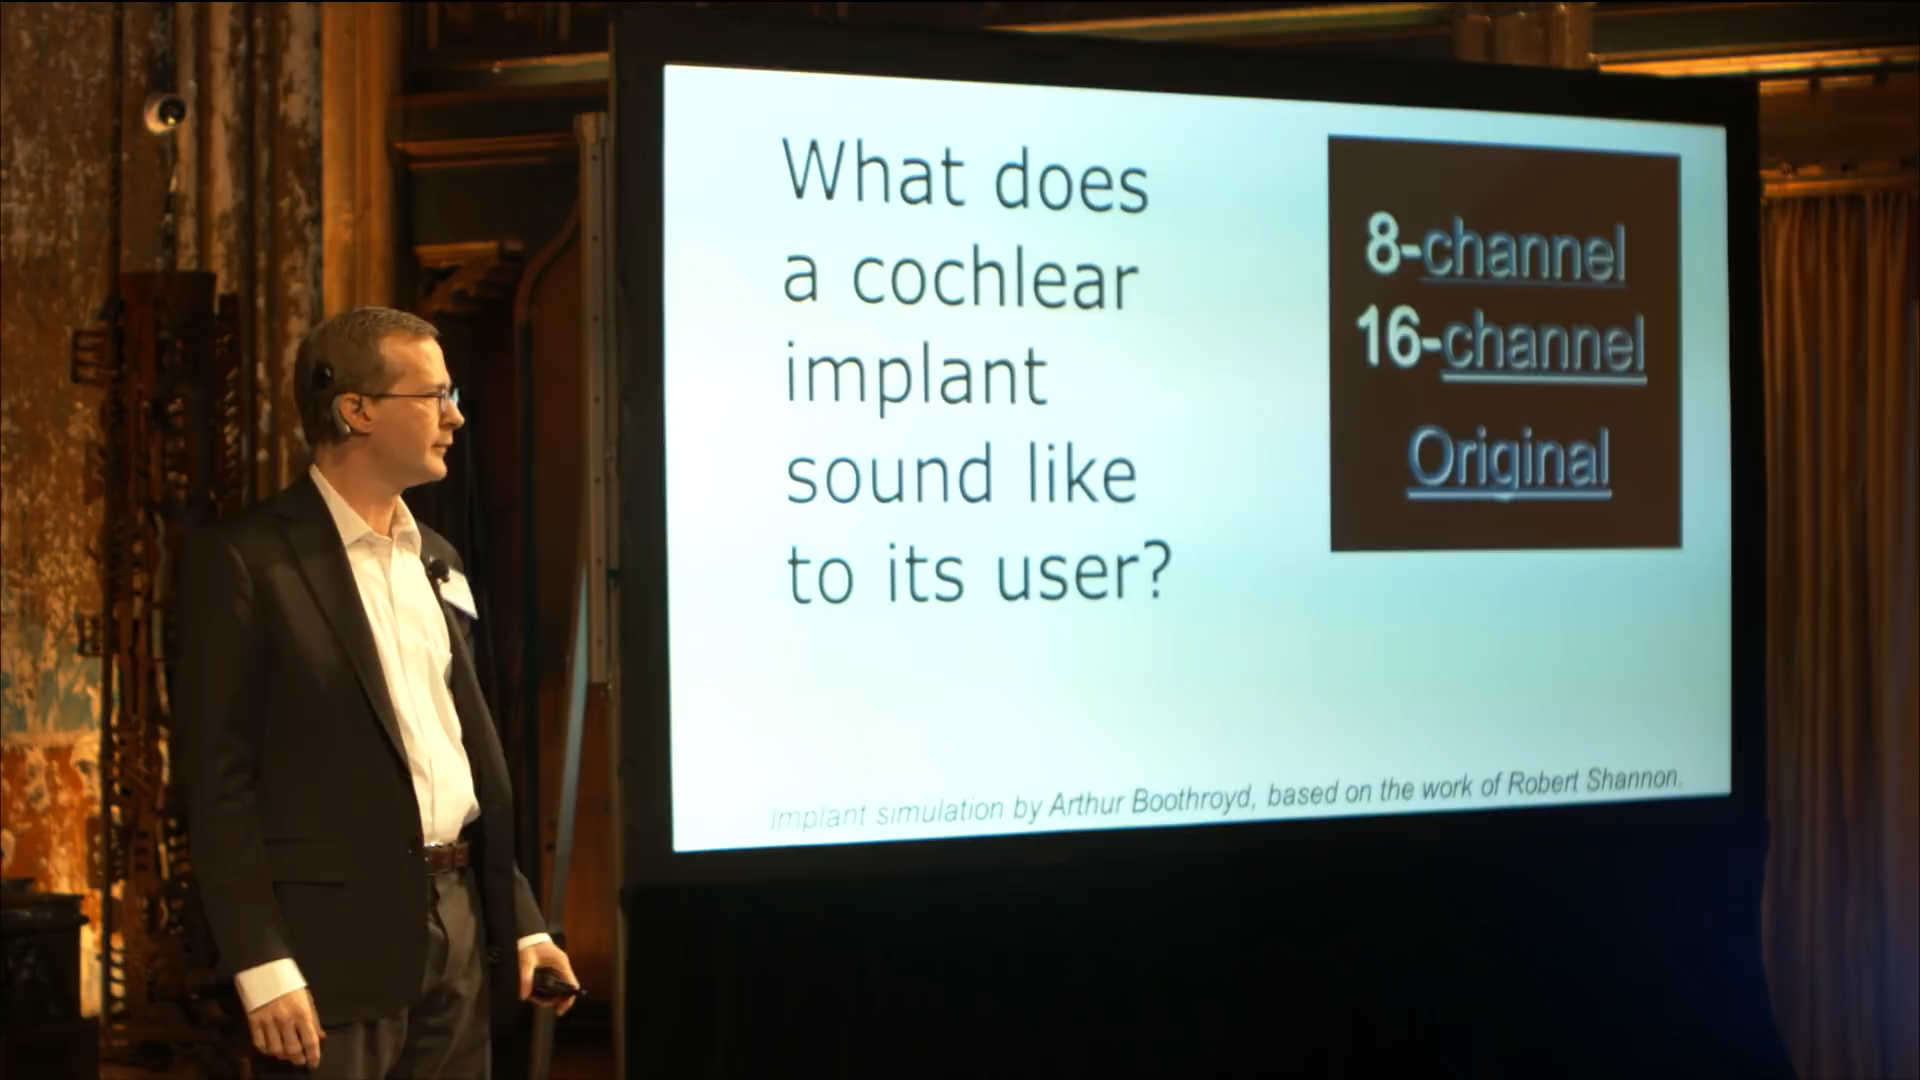 What does
a cochlear
implant
sound like
to its user?
8-channel
16-channel
Original
Implant simulation by Arthur Boothroyd, based on the work of Robert Shannon.